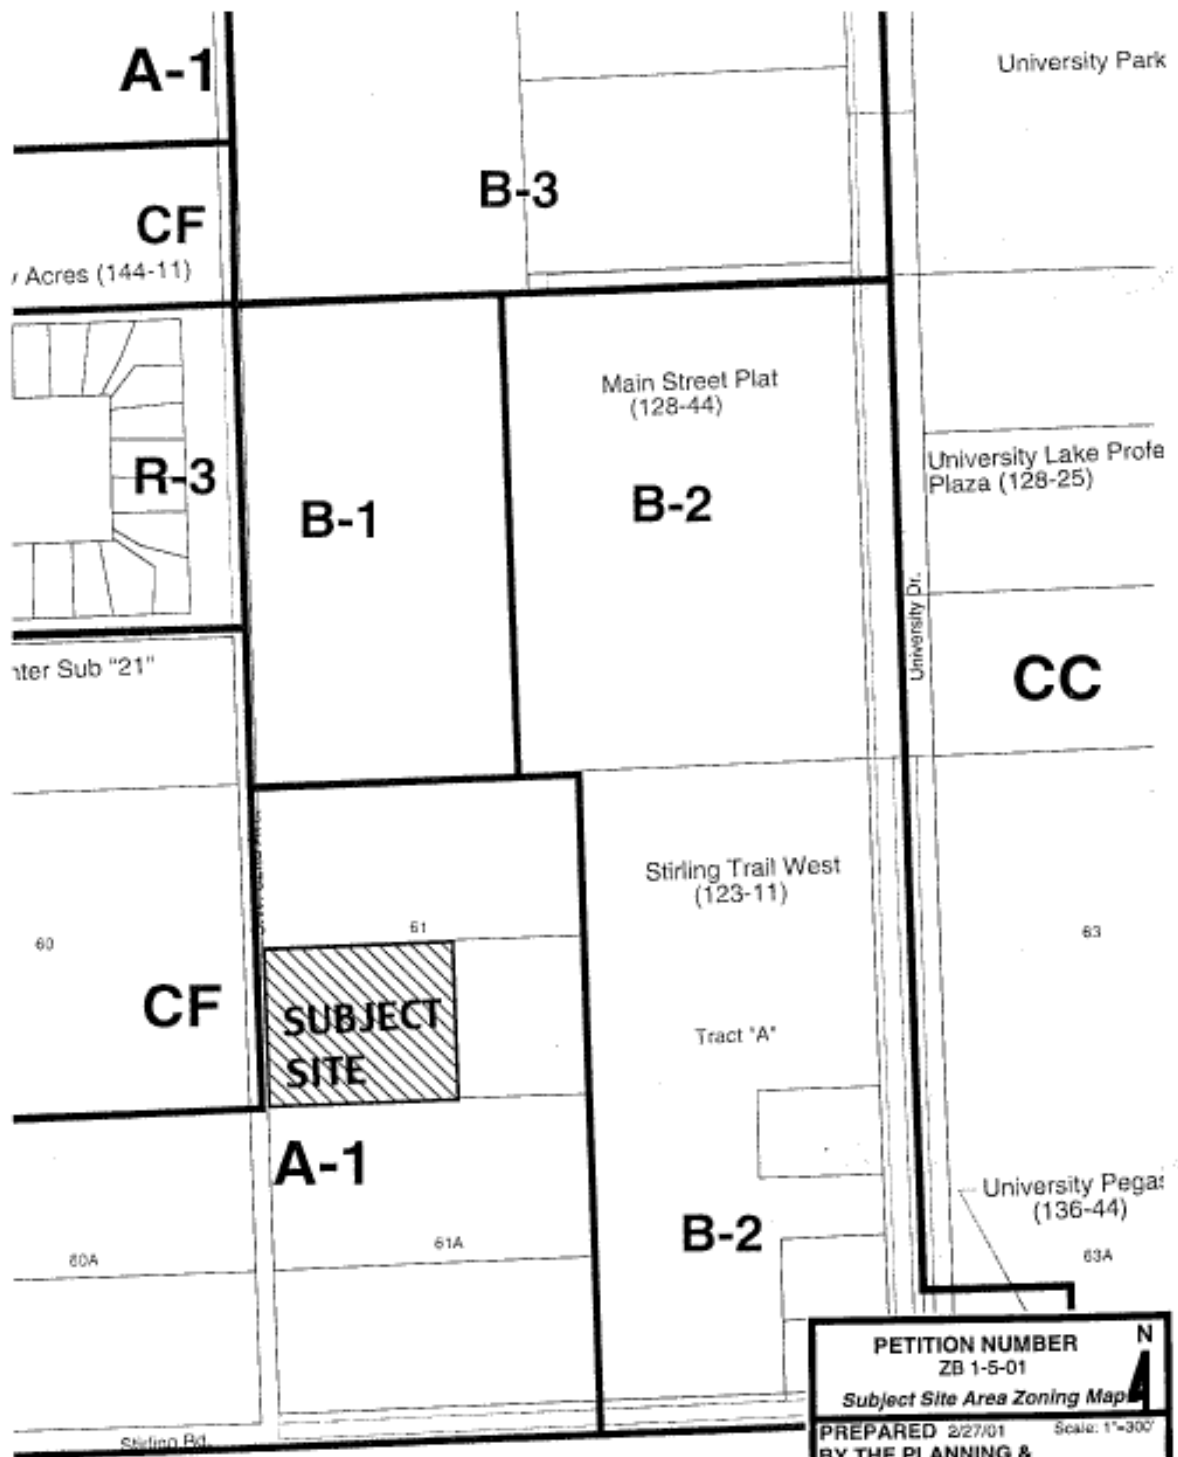 A-1
University Park
B-3
CF
Acres (144-11)
Main Street Plat
(128-44)
University Lake Profe
Plaza (128-25)
R-3
B-1
B-2
University Dr.
CC
nter Sub "21"
Stirling Trail West
(123-11)
61
60
63
CF
SUBJECT
SITE
Tract "A"
A-1
University Pegas
(136-44)
B-2
61A
60A
63A
PETITION NUMBER
ZB 1-5-01
N
Subject Site Area Zoning Map
PREPARED 2/27/01
Scale: 1"=300'
BY THE PLANNING &
Stirling Rd.